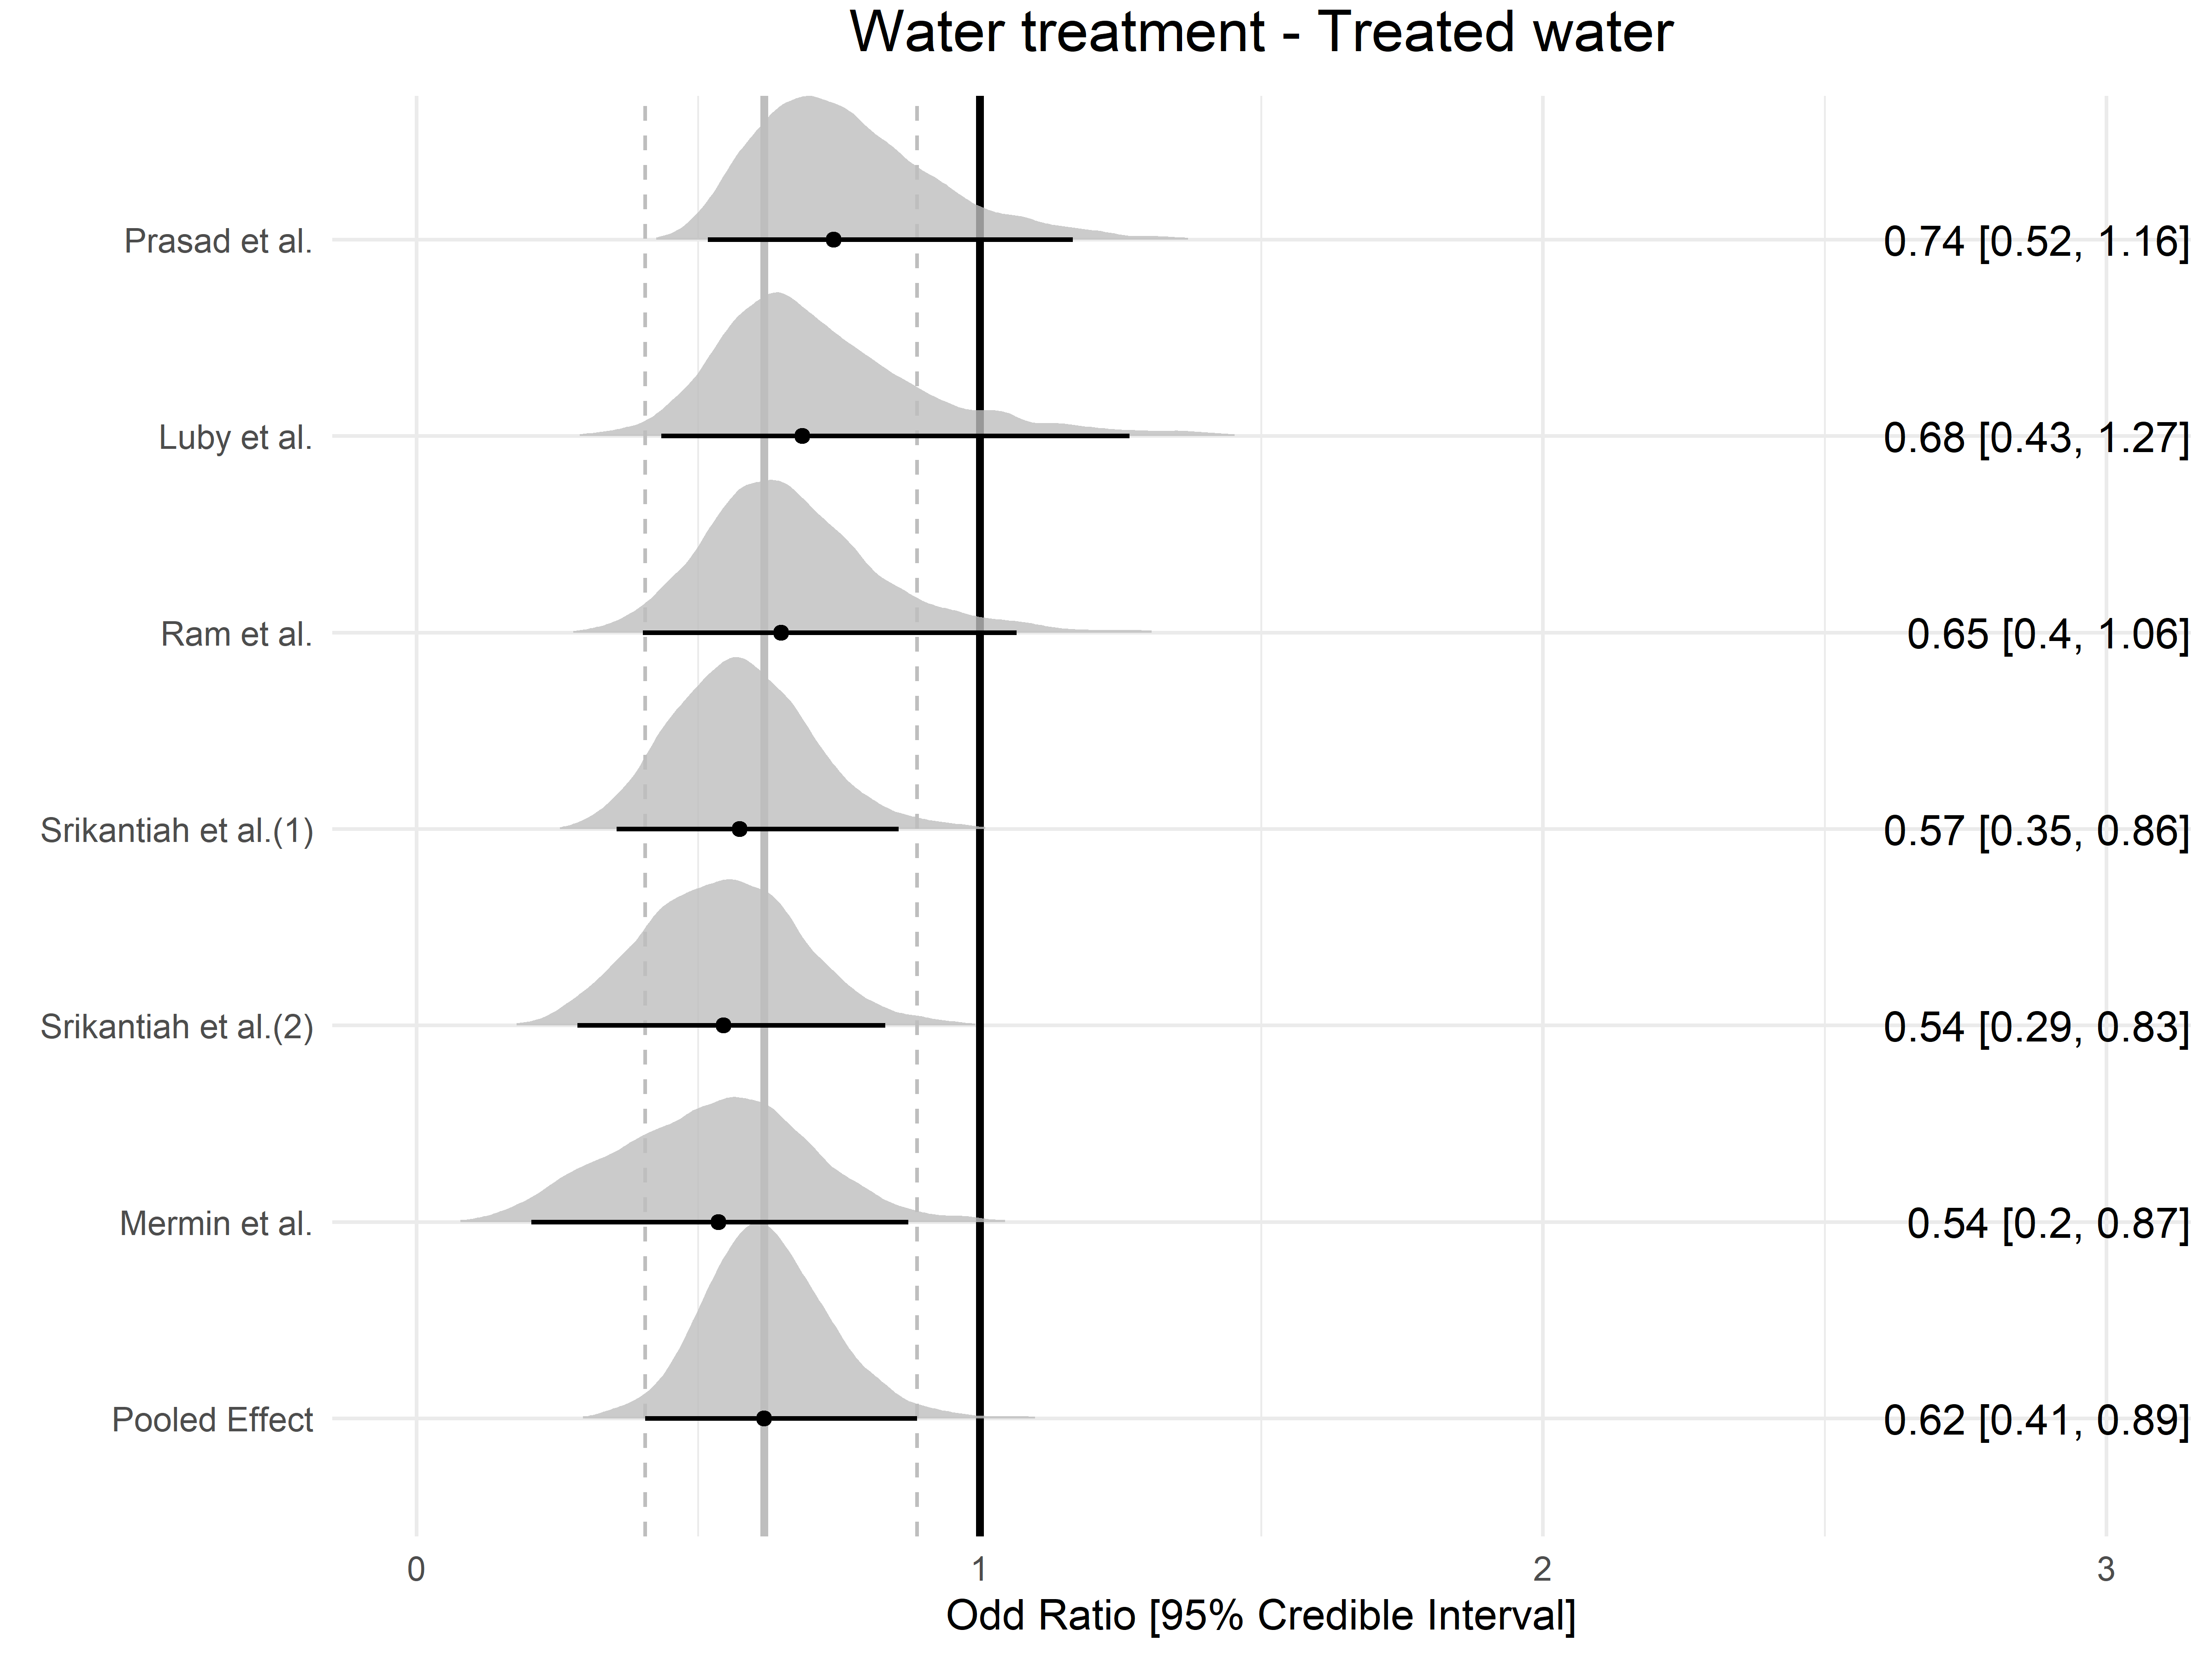 Water treatment - Treated water
Prasad et al. 0.74 [0.52, 1.16]
Luby et al. 0.68 [0.43, 1.27]
Ram et al. 0.65 [0.4, 1.06]
Srikantiah et al.(1) 0.57 [0.35, 0.86]
Srikantiah et al.(2) 0.54 [0.29, 0.83]
Mermin et al. 0.54 [0.2, 0.87]
Pooled Effect 0.62 [0.41, 0.89]
0 1 2 3
Odd Ratio [95% Credible Interval]